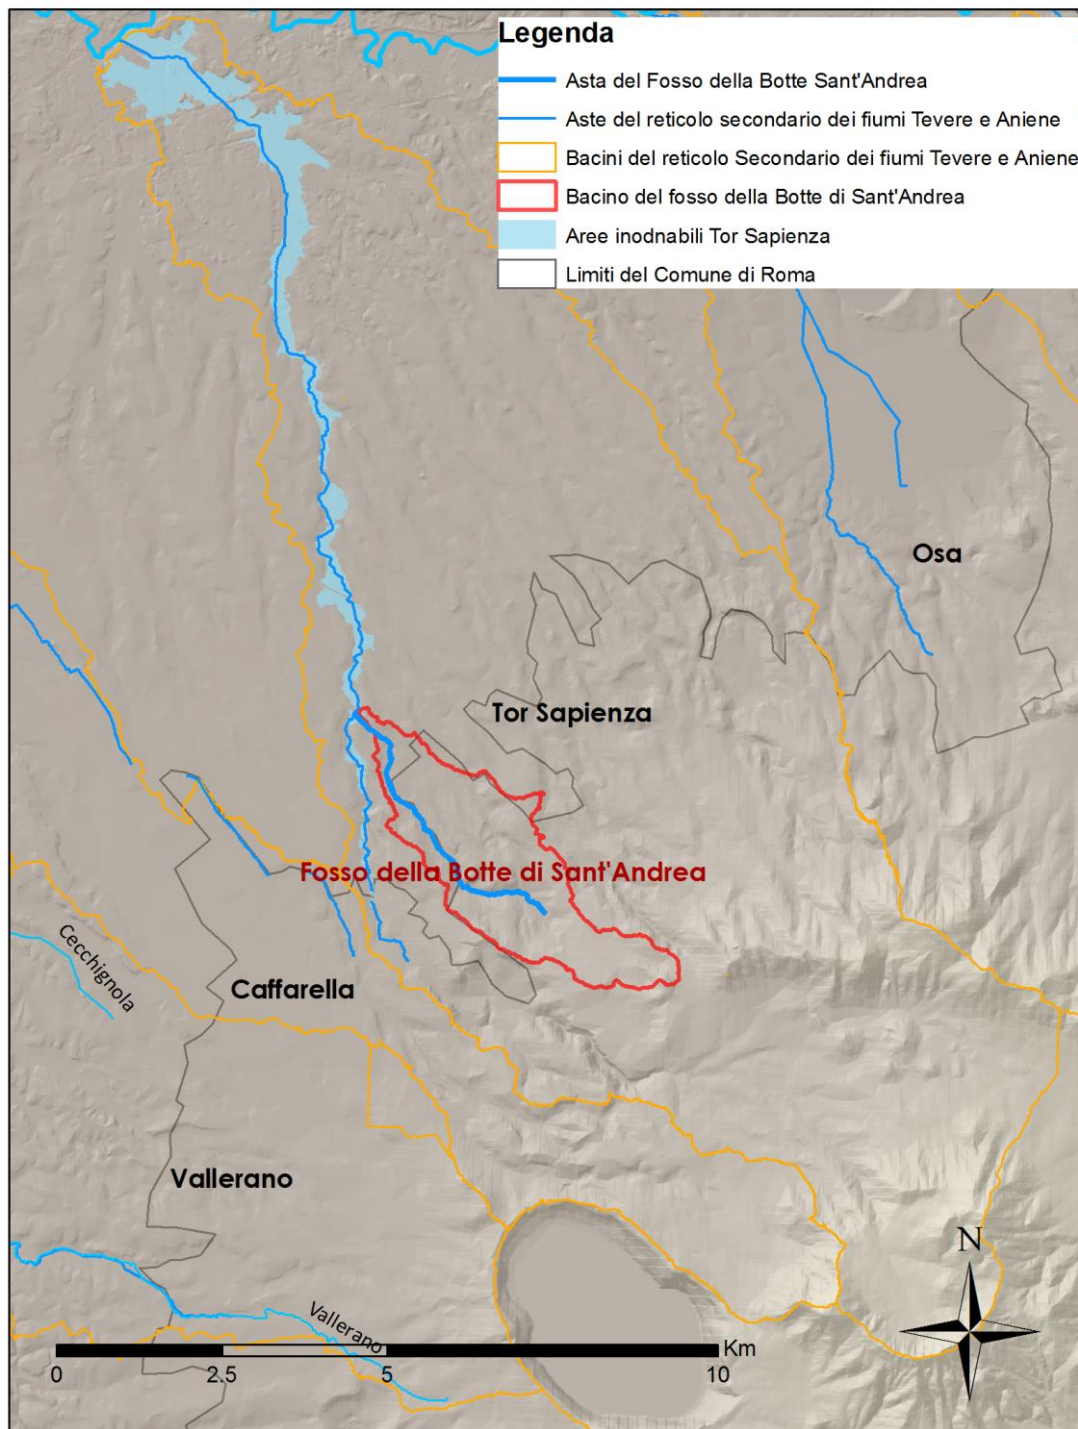 Legenda
Asta del Fosso della Botte Sant'Andrea
Aste del reticolo secondario dei fiumi Tevere e Aniene
Bacini del reticolo Secondario dei fiumi Tevere e Aniene
Bacino del fosso della Botte di Sant'Andrea
Aree inodnabili Tor Sapienza
Limiti del Comune di Roma
Osa
Tor Sapienza
Fosso della Botte di Sant'Andrea
Cecchignola
Caffarella
Vallerano
N
Vallerano
Km
0 2.5 5 10